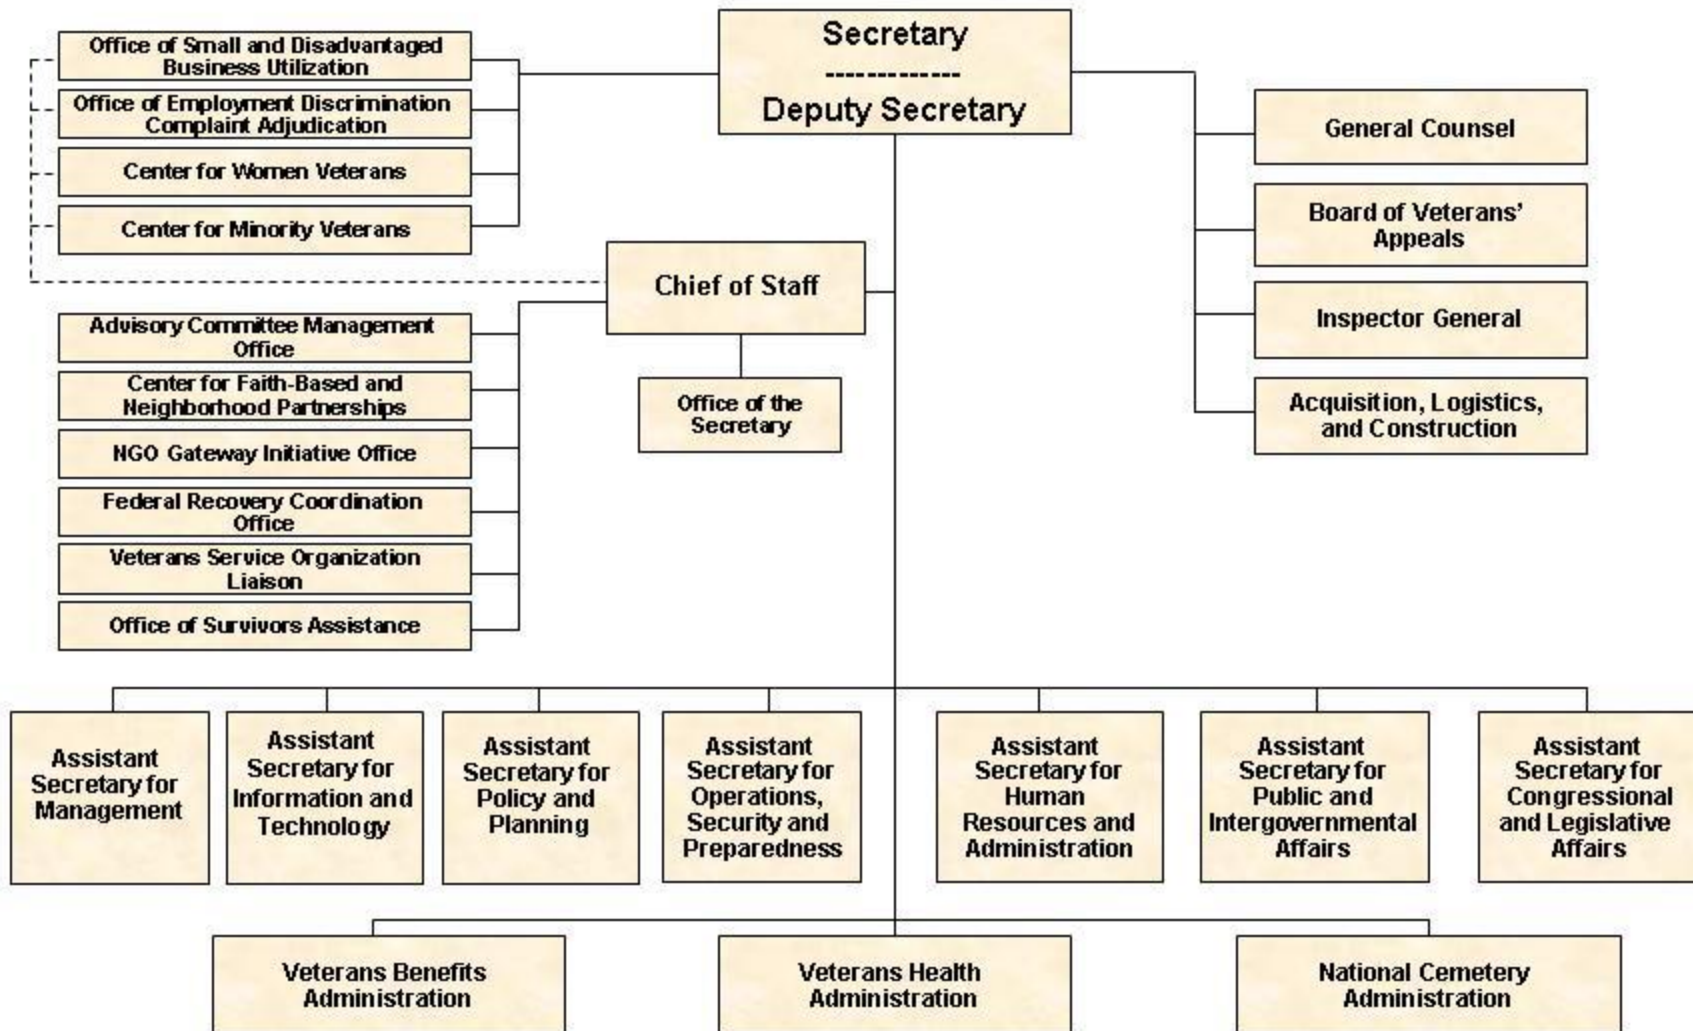 Secretary
-------------
Deputy Secretary
Office of Small and Disadvantaged
Business Utilization
Office of Employment Discrimination
Complaint Adjudication
Center for Women Veterans
Center for Minority Veterans
General Counsel
Board of Veterans’
Appeals
Inspector General
Acquisition, Logistics,
and Construction
Chief of Staff
Office of the
Secretary
Advisory Committee Management
Office
Center for Faith-Based and
Neighborhood Partnerships
NGO Gateway Initiative Office
Federal Recovery Coordination
Office
Veterans Service Organization
Liaison
Office of Survivors Assistance
Assistant
Secretary for
Management
Assistant
Secretary for
Information and
Technology
Assistant
Secretary for
Policy and
Planning
Assistant
Secretary for
Operations,
Security and
Preparedness
Assistant
Secretary for
Human
Resources and
Administration
Assistant
Secretary for
Public and
Intergovernmental
Affairs
Assistant
Secretary for
Congressional
and Legislative
Affairs
Veterans Benefits
Administration
Veterans Health
Administration
National Cemetery
Administration